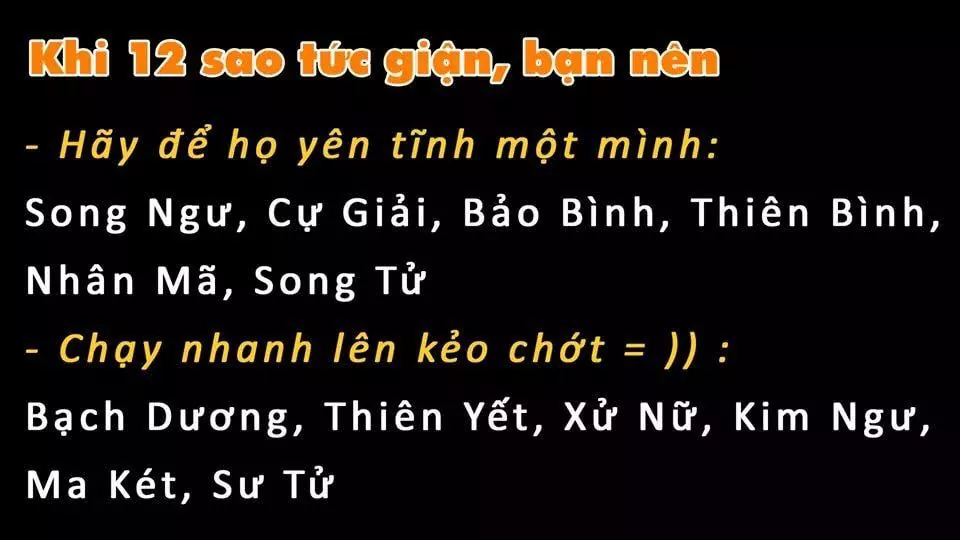 Khi 12 sao tức giận, bạn nên
- Hãy để họ yên tĩnh một mình:
Song Ngư, Cự Giải, Bảo Bình, Thiên Bình,
Nhân Mã, Song Tử
- Chạy nhanh lên kẻo chớt = )) :
Bạch Dương, Thiên Yết, Xử Nữ, Kim Ngư,
Ma Két, Sư Tử